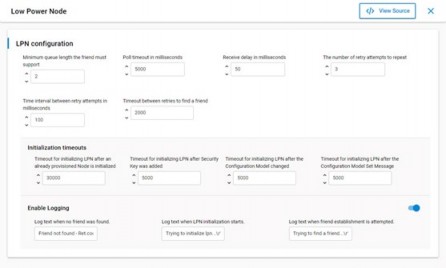 Low Power Node
View Source
LPN configuration
Minimum queue length the friend must
support
2
Poll timeout in milliseconds
5000
Receive delay in milliseconds
50
The number of retry attempts to repeat
3
Time interval between retry attempts in
milliseconds
100
Timeout between retries to find a friend
2000
Initialization timeouts
Timeout for initializing LPN after an
already provisioned Node is initialized
30000
Timeout for initializing LPN after Security
Key was added
5000
Timeout for initializing LPN after the
Configuration Model changed
5000
Timeout for initializing LPN after the
Configuration Model Set Message
5000
Enable Logging
Log text when no friend was found.
Friend not found - Ret
Log text when LPN initialization starts.
Trying to initialize lpn...\r
Log text when friend establishment is attempted.
Trying to find a friend...\r